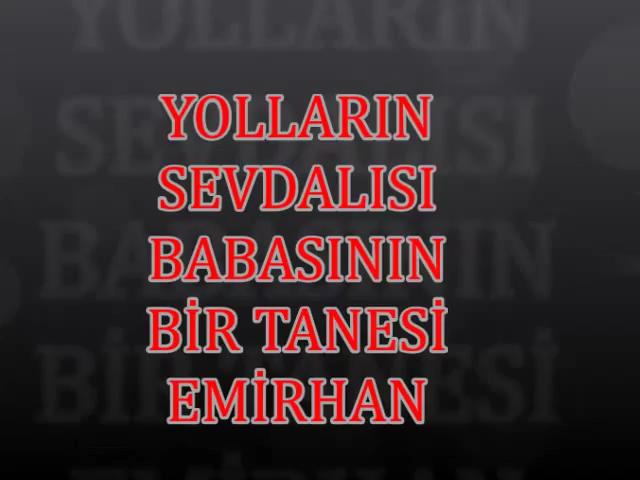 YOLLARIN
SEVDALISI
BABASININ
BİR TANESİ
EMİRHAN